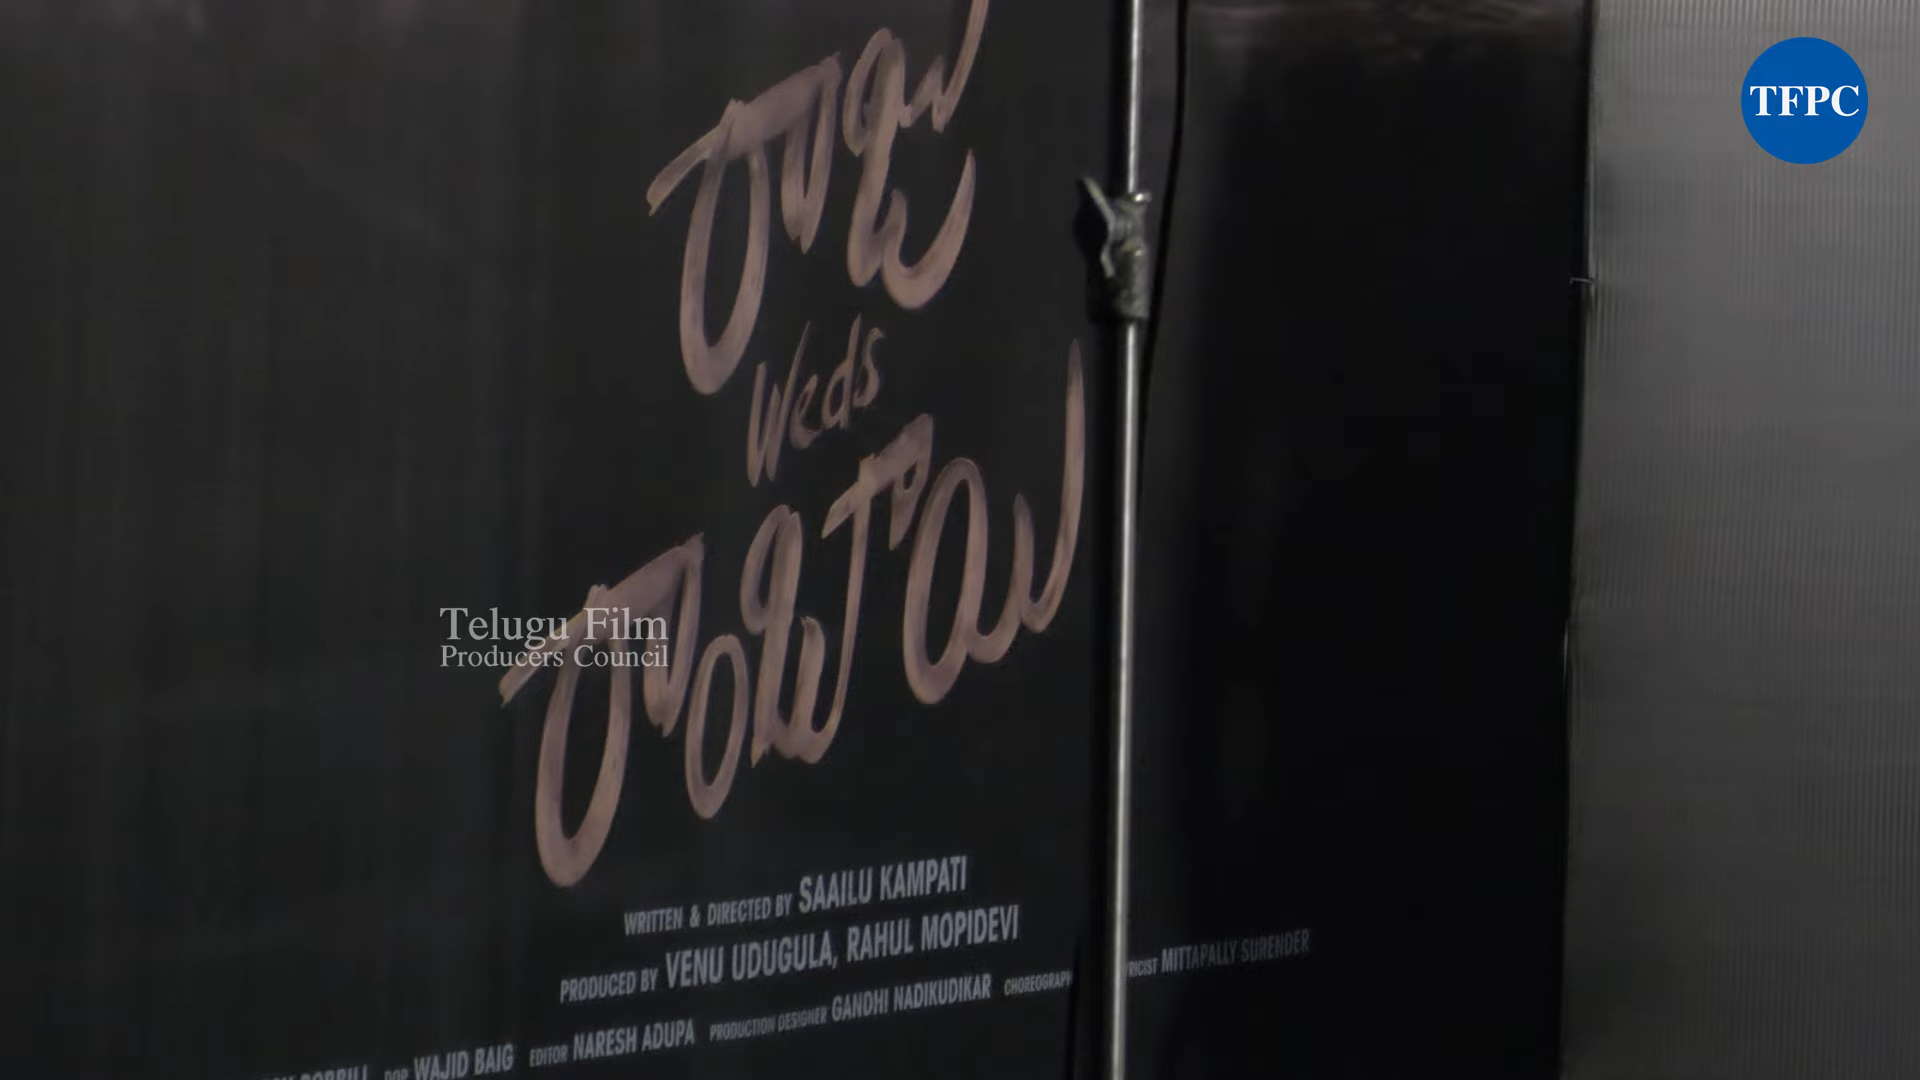 TFPC
రాజు
Weds
రాంబాయి
Telugu Film
Producers Council
WRITTEN & DIRECTED BY SAAILU KAMPATI
PRODUCED BY VENU UDUGULA, RAHUL MOPIDEVI
DOP WAJID BAIG EDITOR NARESH ADUPA PRODUCTION DESIGNER GANDHI NADIKUDIKAR MITTAPALLY SURENDER